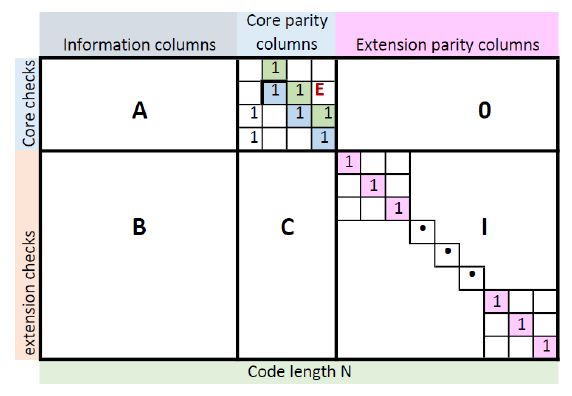 Core parity
Information columns columns Extension parity columns
Core checks
1
1 1 E
A 1 1 1 0
1 1
1
1
1
B C I
extension checks
1
1
1
Code length N